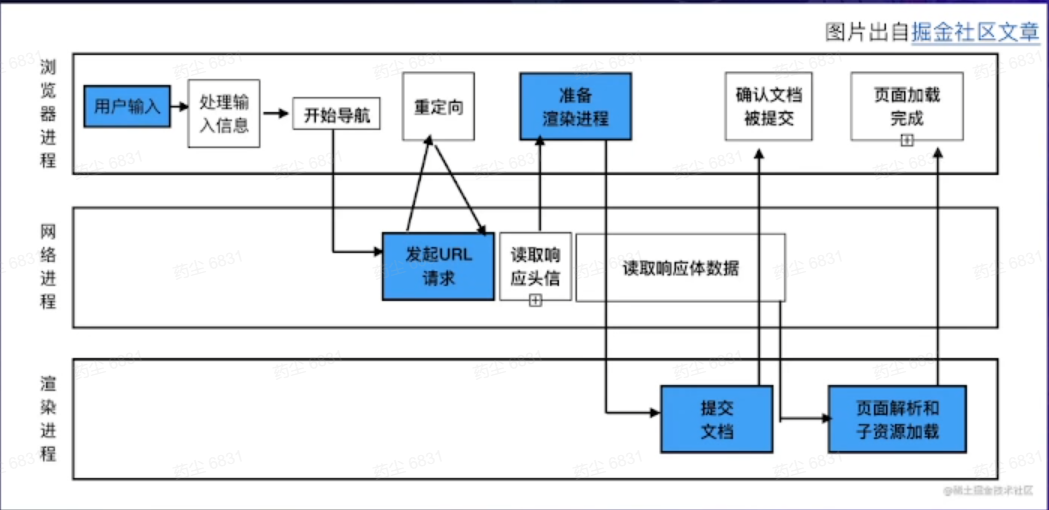 图片出自掘金社区文章
浏
览
器
进
程
用户输入
处理输
入信息
开始导航
重定向
准备
渲染进程
确认文档
被提交
页面加载
完成
网
络
进
程
发起URL
请求
读取响
应头信
读取响应体数据
渲
染
进
程
提交
文档
页面解析和
子资源加载
药尘 6831
@稀土掘金技术社区